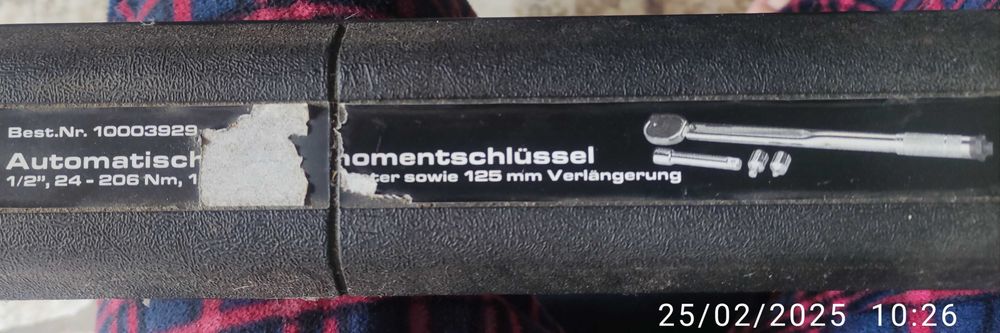 Best.Nr. 10003929
Automatisch momentschlüssel
1/2", 24 - 206 Nm, 1 ter sowie 125 mm Verlängerung
25/02/2025 10:26